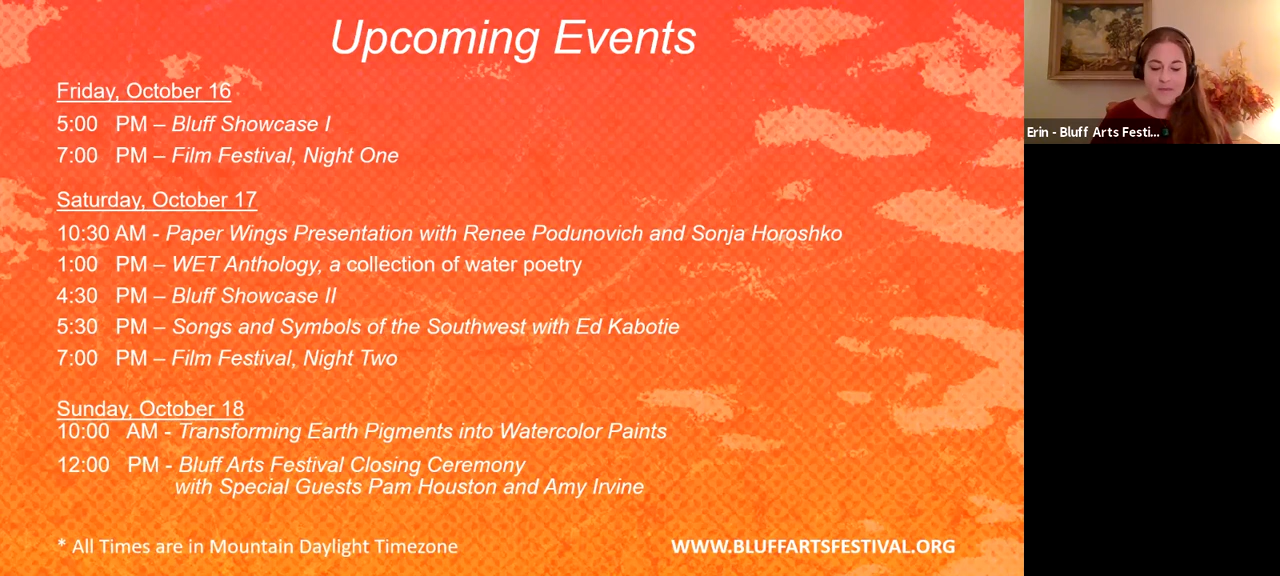 Upcoming Events
Friday, October 16
5:00 PM – Bluff Showcase I
7:00 PM – Film Festival, Night One
Saturday, October 17
10:30 AM - Paper Wings Presentation with Renee Podunovich and Sonja Horoshko
1:00 PM – WET Anthology, a collection of water poetry
4:30 PM – Bluff Showcase II
5:30 PM – Songs and Symbols of the Southwest with Ed Kabotie
7:00 PM – Film Festival, Night Two
Sunday, October 18
10:00 AM - Transforming Earth Pigments into Watercolor Paints
12:00 PM - Bluff Arts Festival Closing Ceremony
with Special Guests Pam Houston and Amy Irvine
* All Times are in Mountain Daylight Timezone
WWW.BLUFFARTSFESTIVAL.ORG
Erin - Bluff Arts Festi...